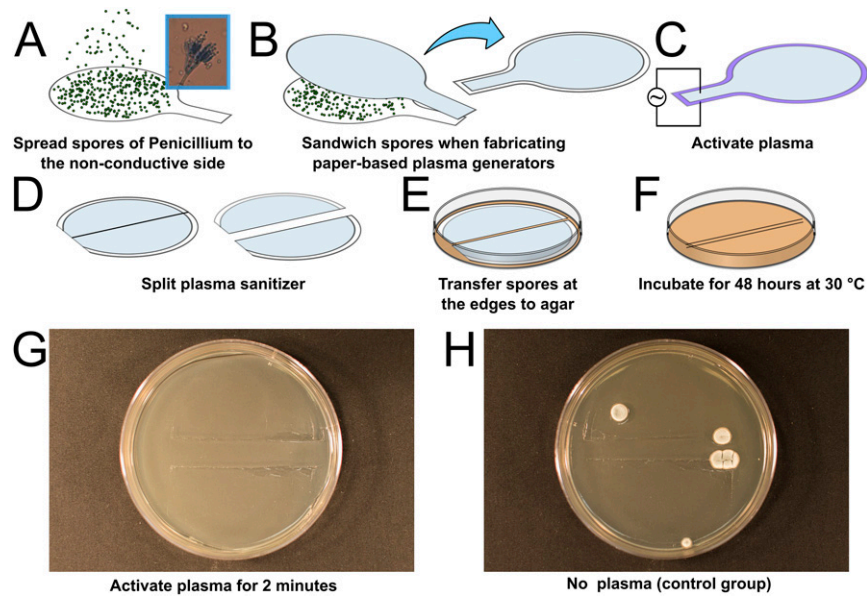 A
B
C
Spread spores of Penicillium to
the non-conductive side
Sandwich spores when fabricating
paper-based plasma generators
Activate plasma
D
E
F
Split plasma sanitizer
Transfer spores at
the edges to agar
Incubate for 48 hours at 30 °C
G
H
Activate plasma for 2 minutes
No plasma (control group)